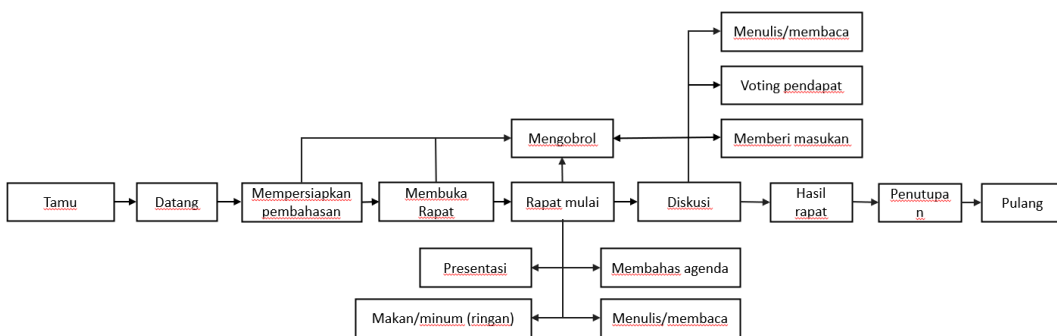 Menulis/membaca
Voting pendapat
Mengobrol
Memberi masukan
Tamu
Datang
Mempersiapkan
pembahasan
Membuka
Rapat
Rapat mulai
Diskusi
Hasil
rapat
Penutupa
n
Pulang
Presentasi
Membahas agenda
Makan/minum (ringan)
Menulis/membaca